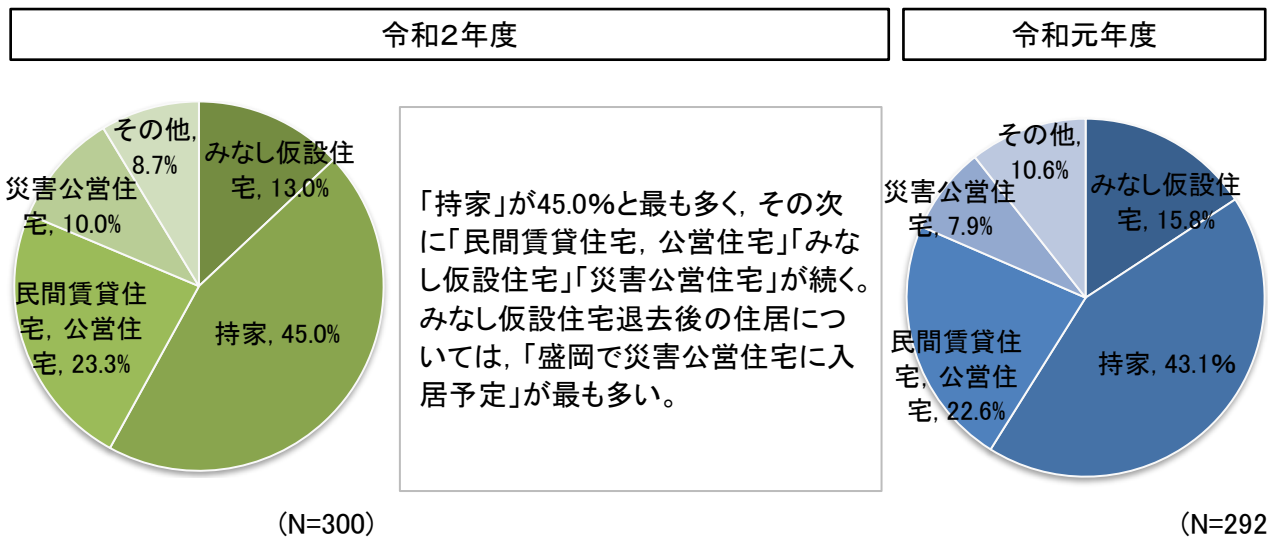 令和２年度
令和元年度
その他,
8.7%
みなし仮設住
宅, 13.0%
災害公営住
宅, 10.0%
民間賃貸住
宅, 公営住
宅, 23.3%
持家, 45.0%
(N=300)
「持家」が45.0%と最も多く, その次
に「民間賃貸住宅, 公営住宅」「みな
し仮設住宅」「災害公営住宅」が続く。
みなし仮設住宅退去後の住居につ
いては, 「盛岡で災害公営住宅に入
居予定」が最も多い。
その他,
10.6%
みなし仮設住
宅, 15.8%
災害公営住
宅, 7.9%
民間賃貸住
宅, 公営住
宅, 22.6%
持家, 43.1％
(N=292